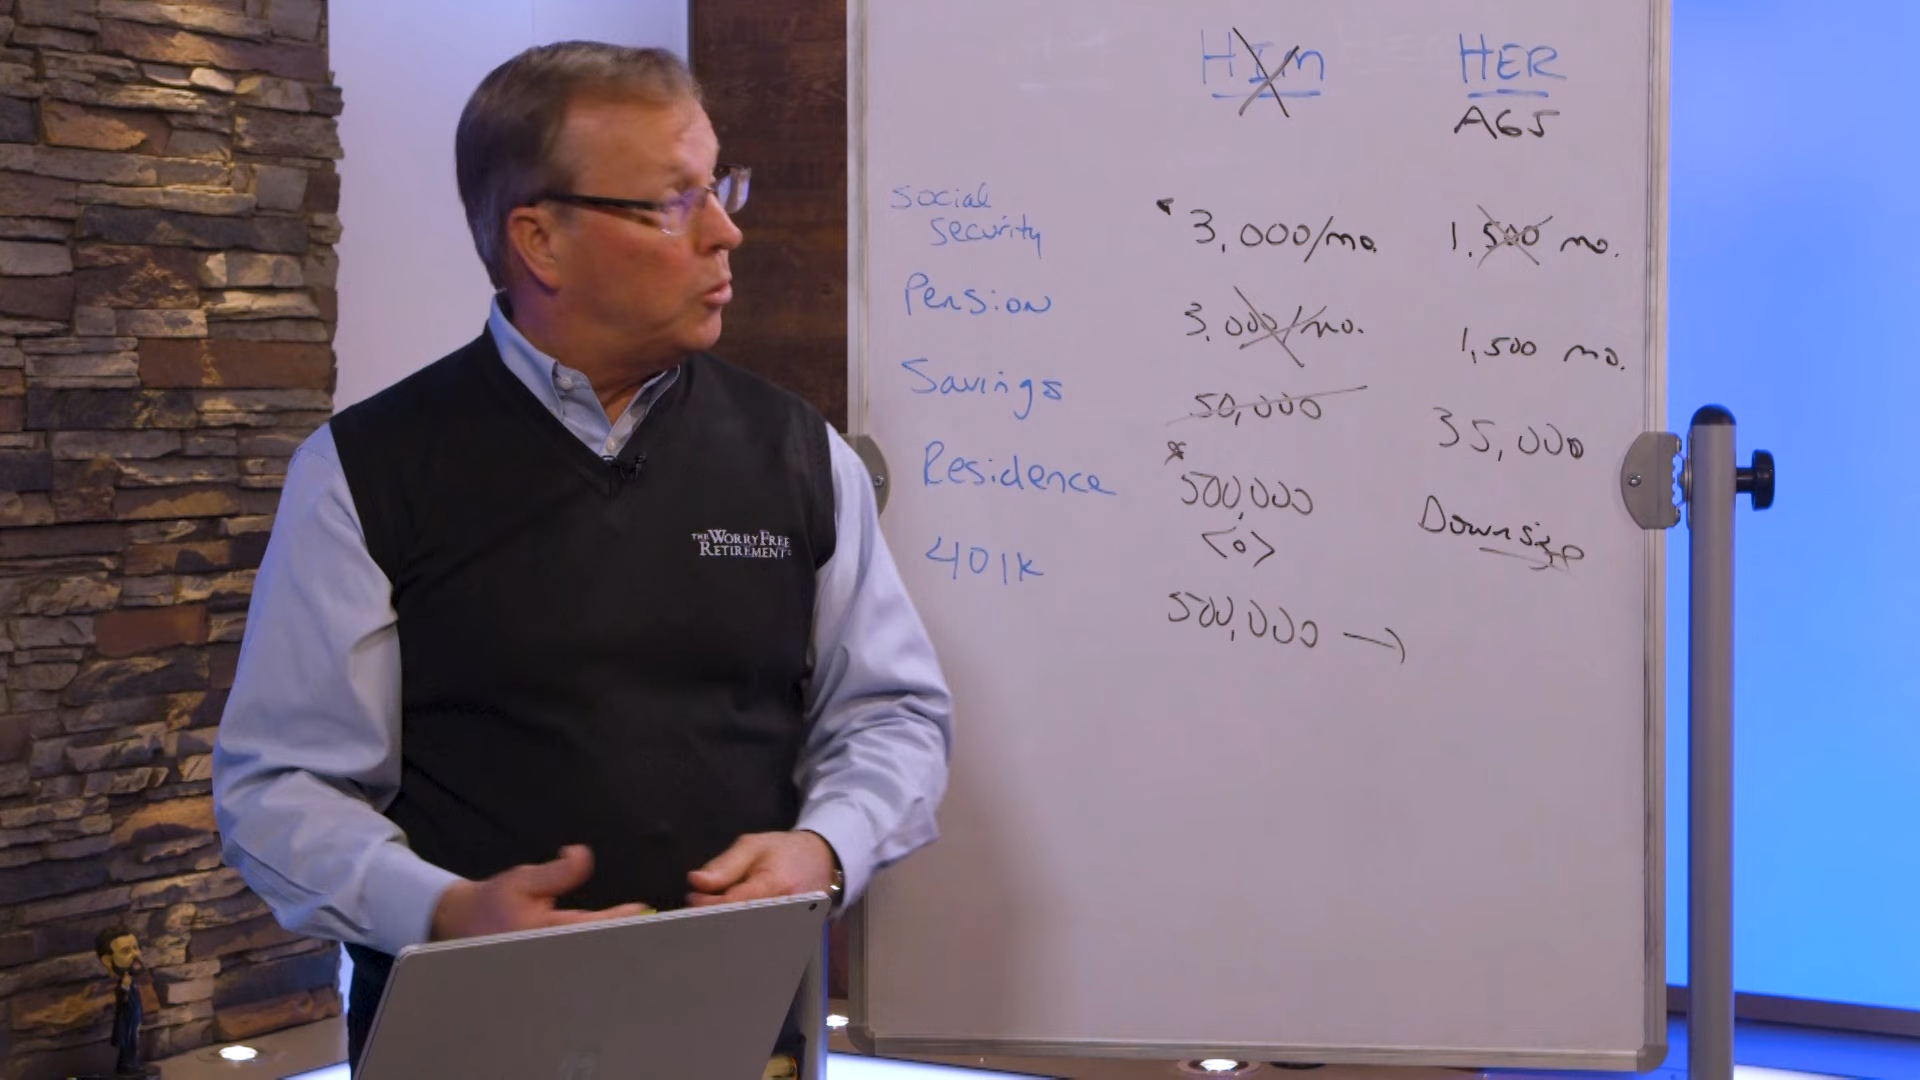 HIM HER
A65
Social
Security 3,000/mo. 1,500 mo.
Pension 3,000/mo. 1,500 mo.
Savings 50,000 35,000
Residence 500,000 Downsize
<0>
401K 500,000 →
THE WORRY FREE
RETIREMENT